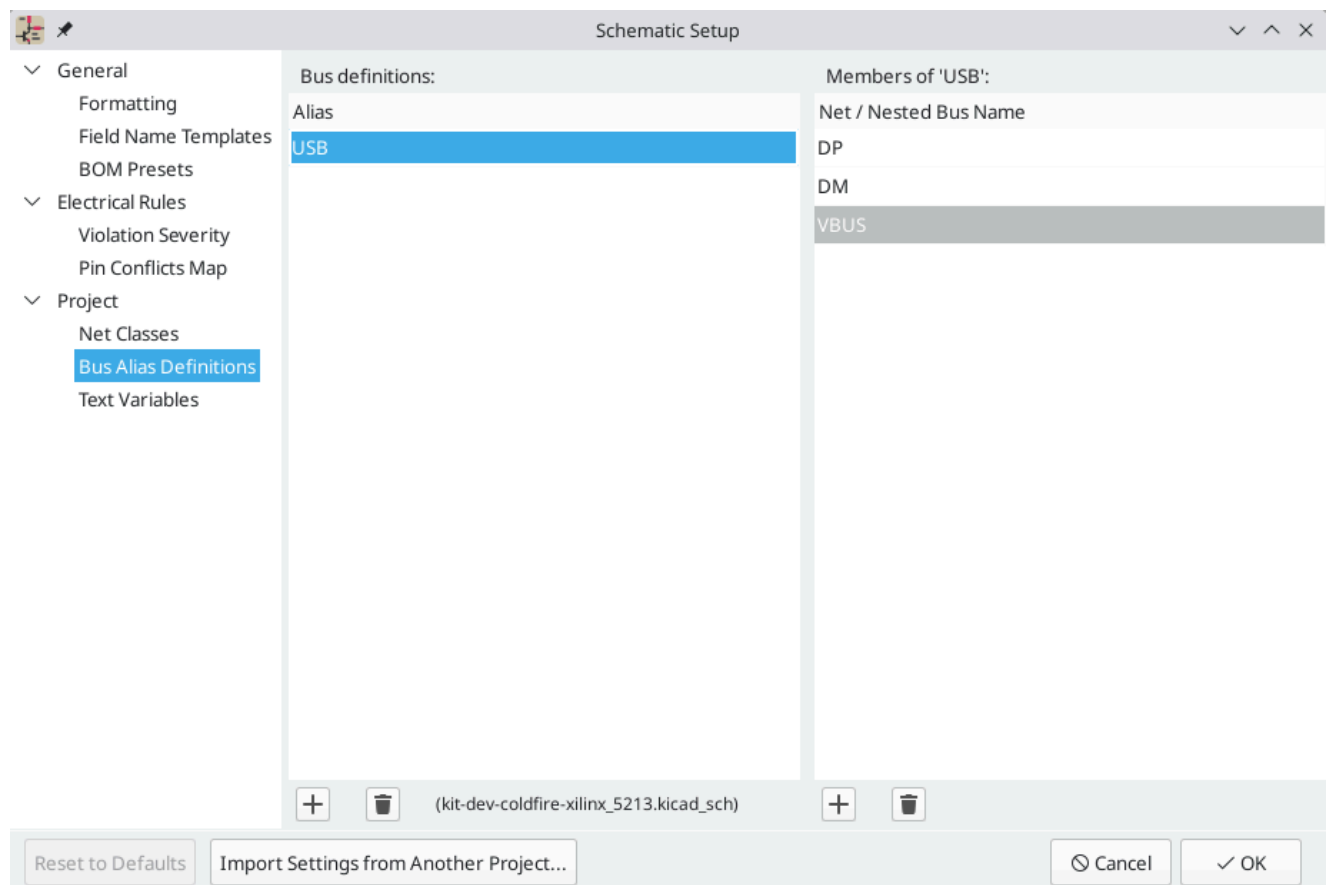 Schematic Setup
General
Formatting
Field Name Templates
BOM Presets
Electrical Rules
Violation Severity
Pin Conflicts Map
Project
Net Classes
Bus Alias Definitions
Text Variables
Bus definitions:
Alias
USB
(kit-dev-coldfire-xilinx_5213.kicad_sch)
Members of 'USB':
Net / Nested Bus Name
DP
DM
VBUS
Reset to Defaults
Import Settings from Another Project...
Cancel
OK